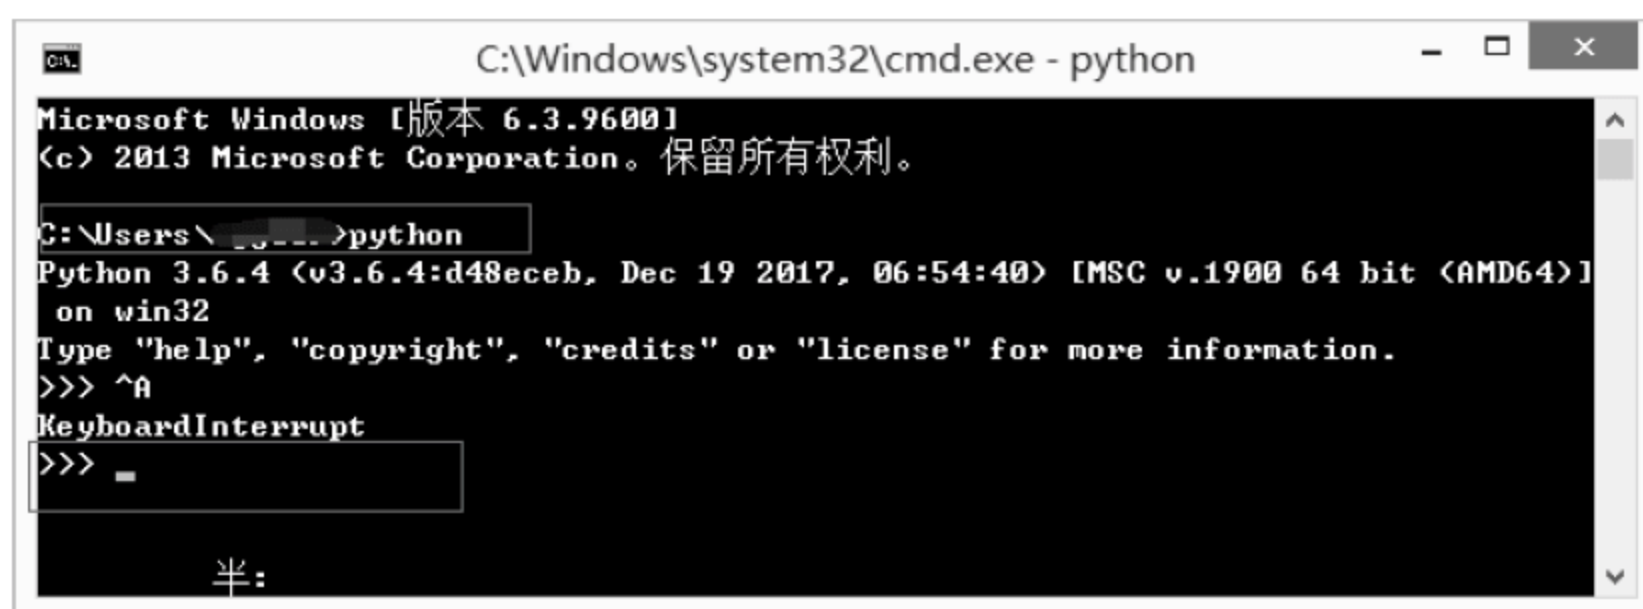 C:\Windows\system32\cmd.exe - python
Microsoft Windows [版本 6.3.9600]
(c) 2013 Microsoft Corporation。保留所有权利。
C:\Users\ >python
Python 3.6.4 (v3.6.4:d48eceb, Dec 19 2017, 06:54:40) [MSC v.1900 64 bit (AMD64)]
on win32
Type "help", "copyright", "credits" or "license" for more information.
>>> ^A
KeyboardInterrupt
>>> _
半: